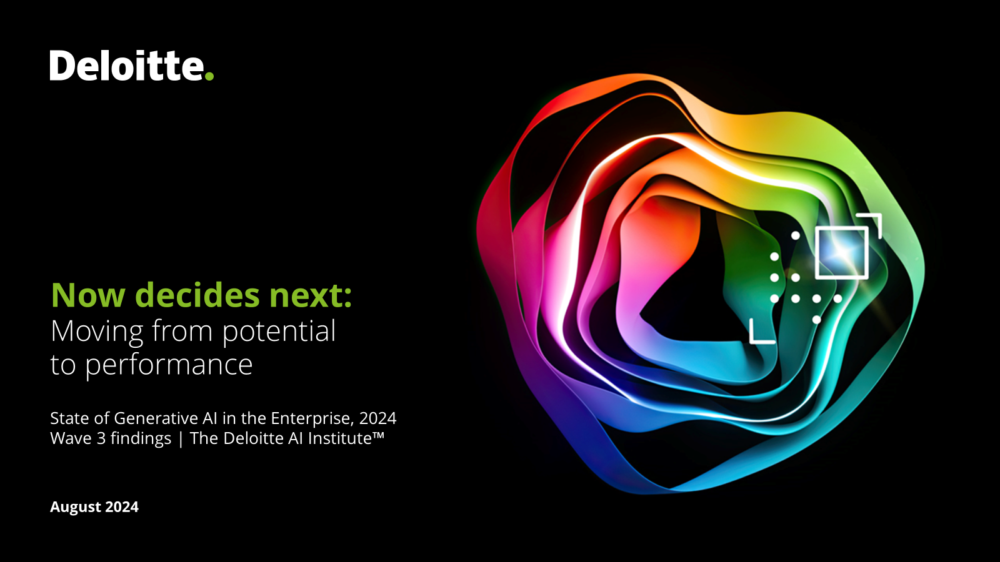 Deloitte.
Now decides next:
Moving from potential
to performance
State of Generative AI in the Enterprise, 2024
Wave 3 findings | The Deloitte AI Institute™
August 2024